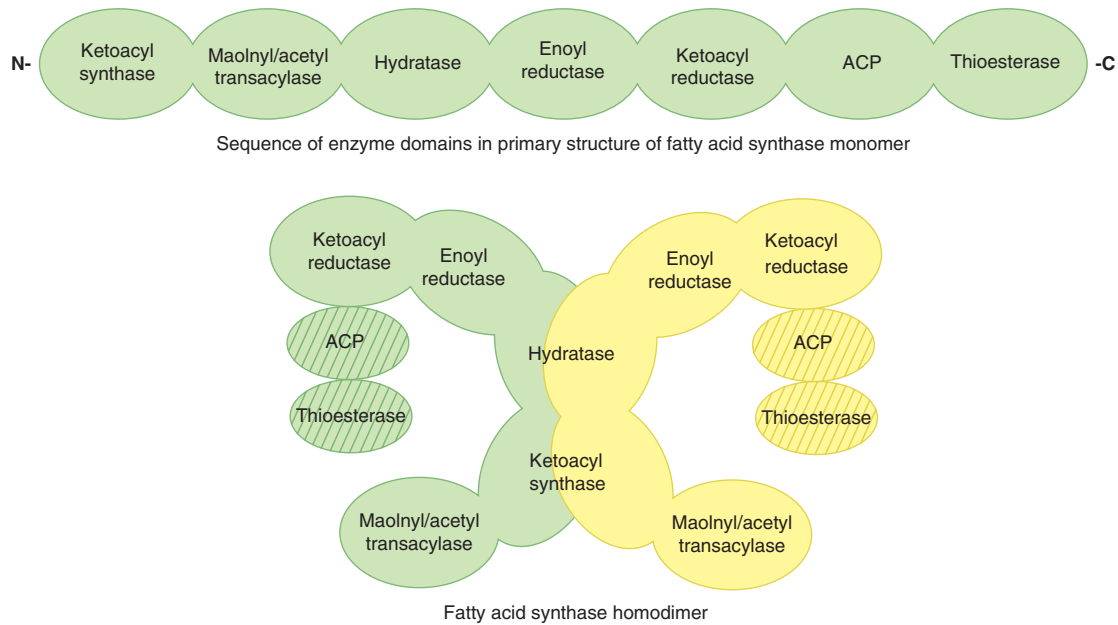 N-
Ketoacyl
synthase
Maolnyl/acetyl
transacylase
Hydratase
Enoyl
reductase
Ketoacyl
reductase
ACP
Thioesterase
-C
Sequence of enzyme domains in primary structure of fatty acid synthase monomer
Ketoacyl
reductase
Enoyl
reductase
Enoyl
reductase
Ketoacyl
reductase
ACP
Hydratase
ACP
Thioesterase
Thioesterase
Ketoacyl
synthase
Maolnyl/acetyl
transacylase
Maolnyl/acetyl
transacylase
Fatty acid synthase homodimer